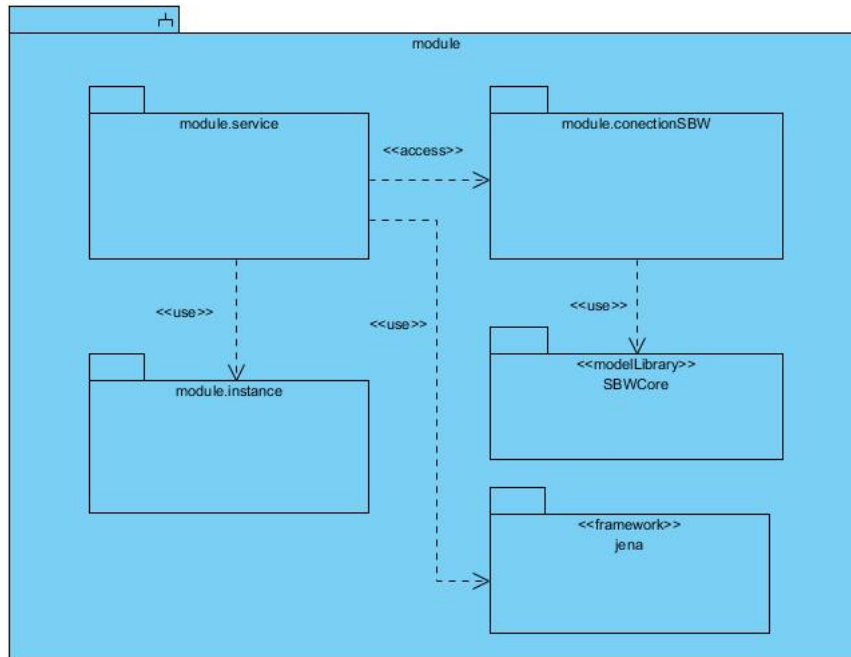 module
module.service
module.conectionSBW
<<access>>
<<use>>
<<use>>
<<use>>
module.instance
<<modelLibrary>>
SBWCore
<<framework>>
jena